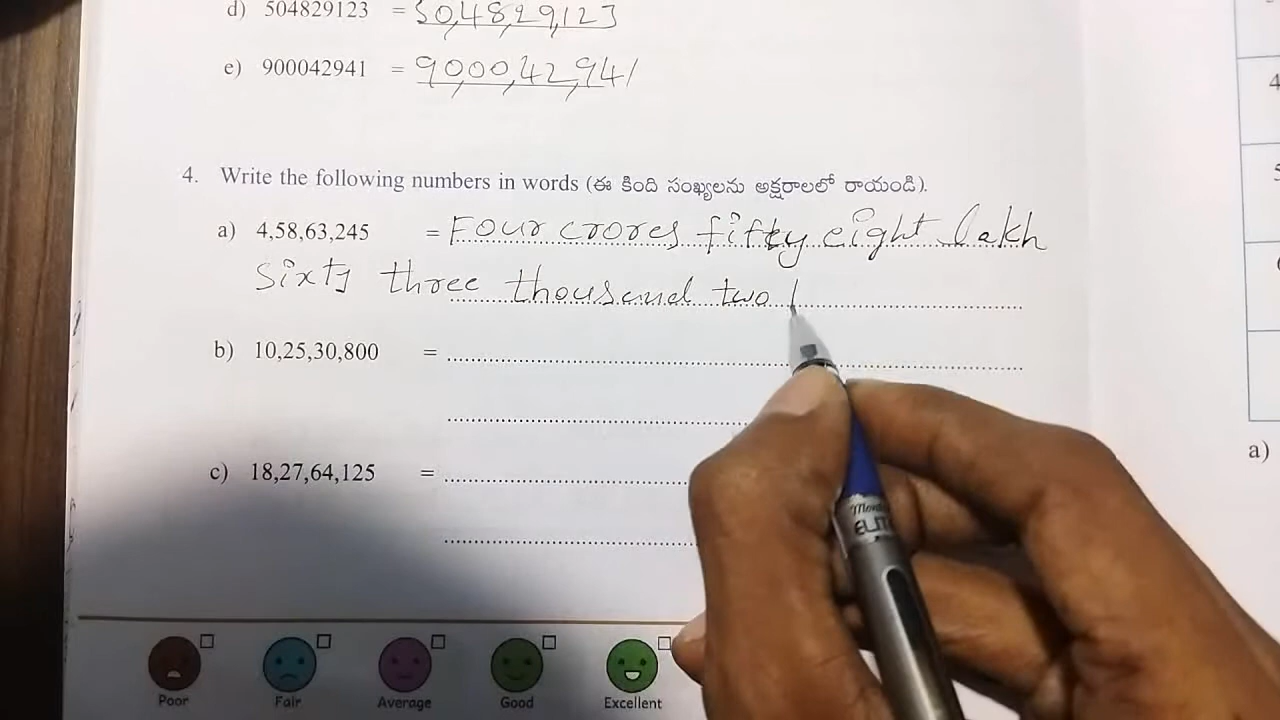 d) 504829123 = 50,48,29,123
e) 900042941 = 90,00,42,941
4. Write the following numbers in words (ఈ కింది సంఖ్యలను అక్షరాలలో రాయండి).
a) 4,58,63,245 = Four crores fifty eight lakh
sixty three thousand two
b) 10,25,30,800 =
c) 18,27,64,125 =
a)
Poor Fair Average Good Excellent